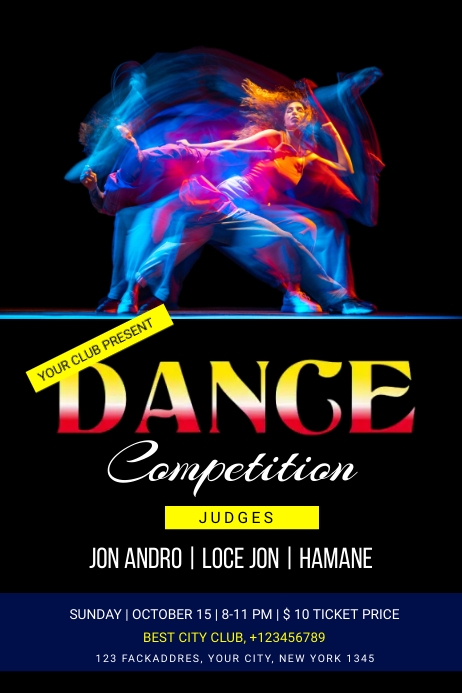 YOUR CLUB PRESENT
DANCE
Competition
JUDGES
JON ANDRO | LOCE JON | HAMANE
SUNDAY | OCTOBER 15 | 8-11 PM | $ 10 TICKET PRICE
BEST CITY CLUB, +123456789
123 FACKADDRES, YOUR CITY, NEW YORK 1345